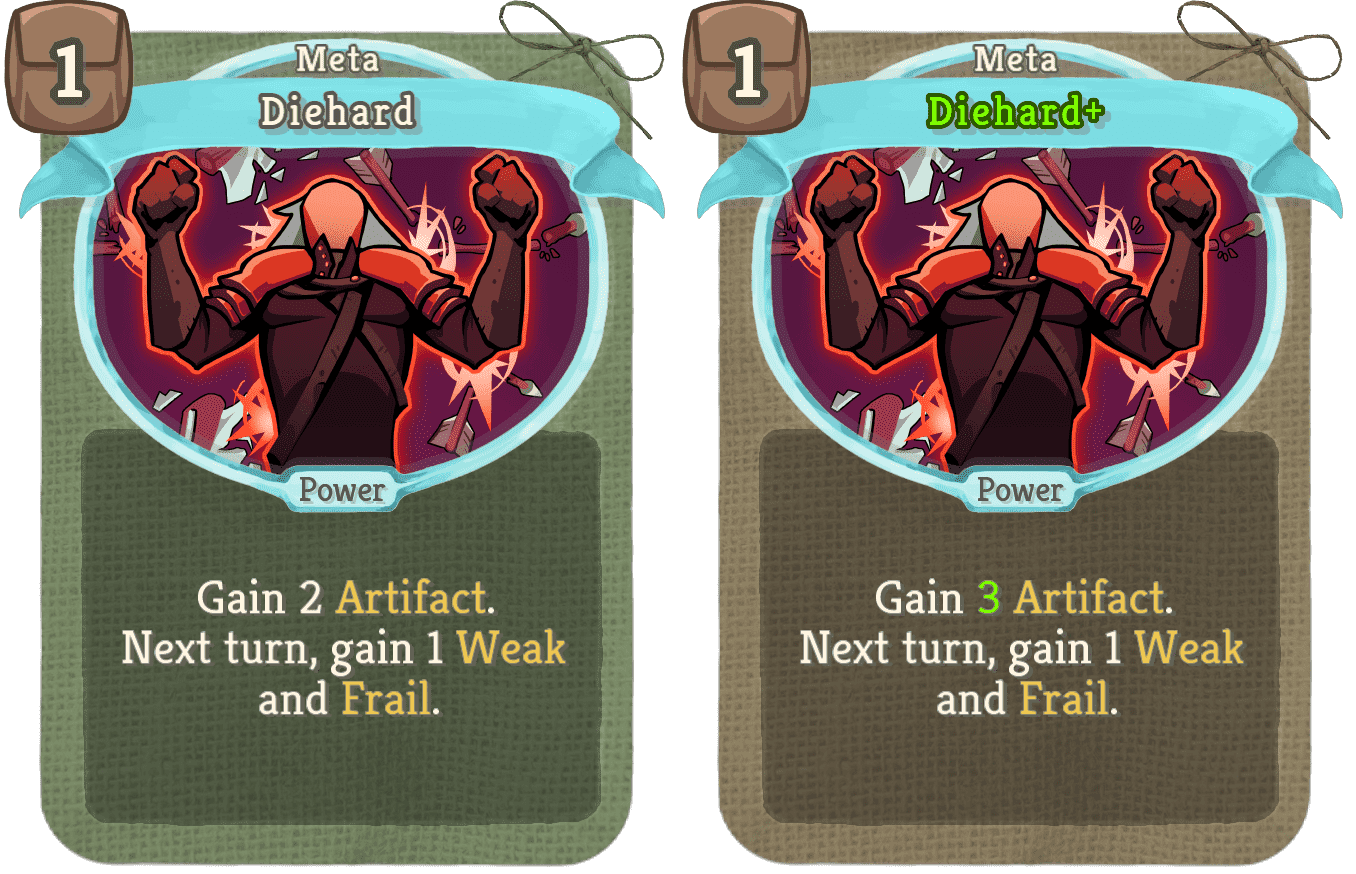 1
Meta
Diehard
Power
Gain 2 Artifact.
Next turn, gain 1 Weak
and Frail.
1
Meta
Diehard+
Power
Gain 3 Artifact.
Next turn, gain 1 Weak
and Frail.